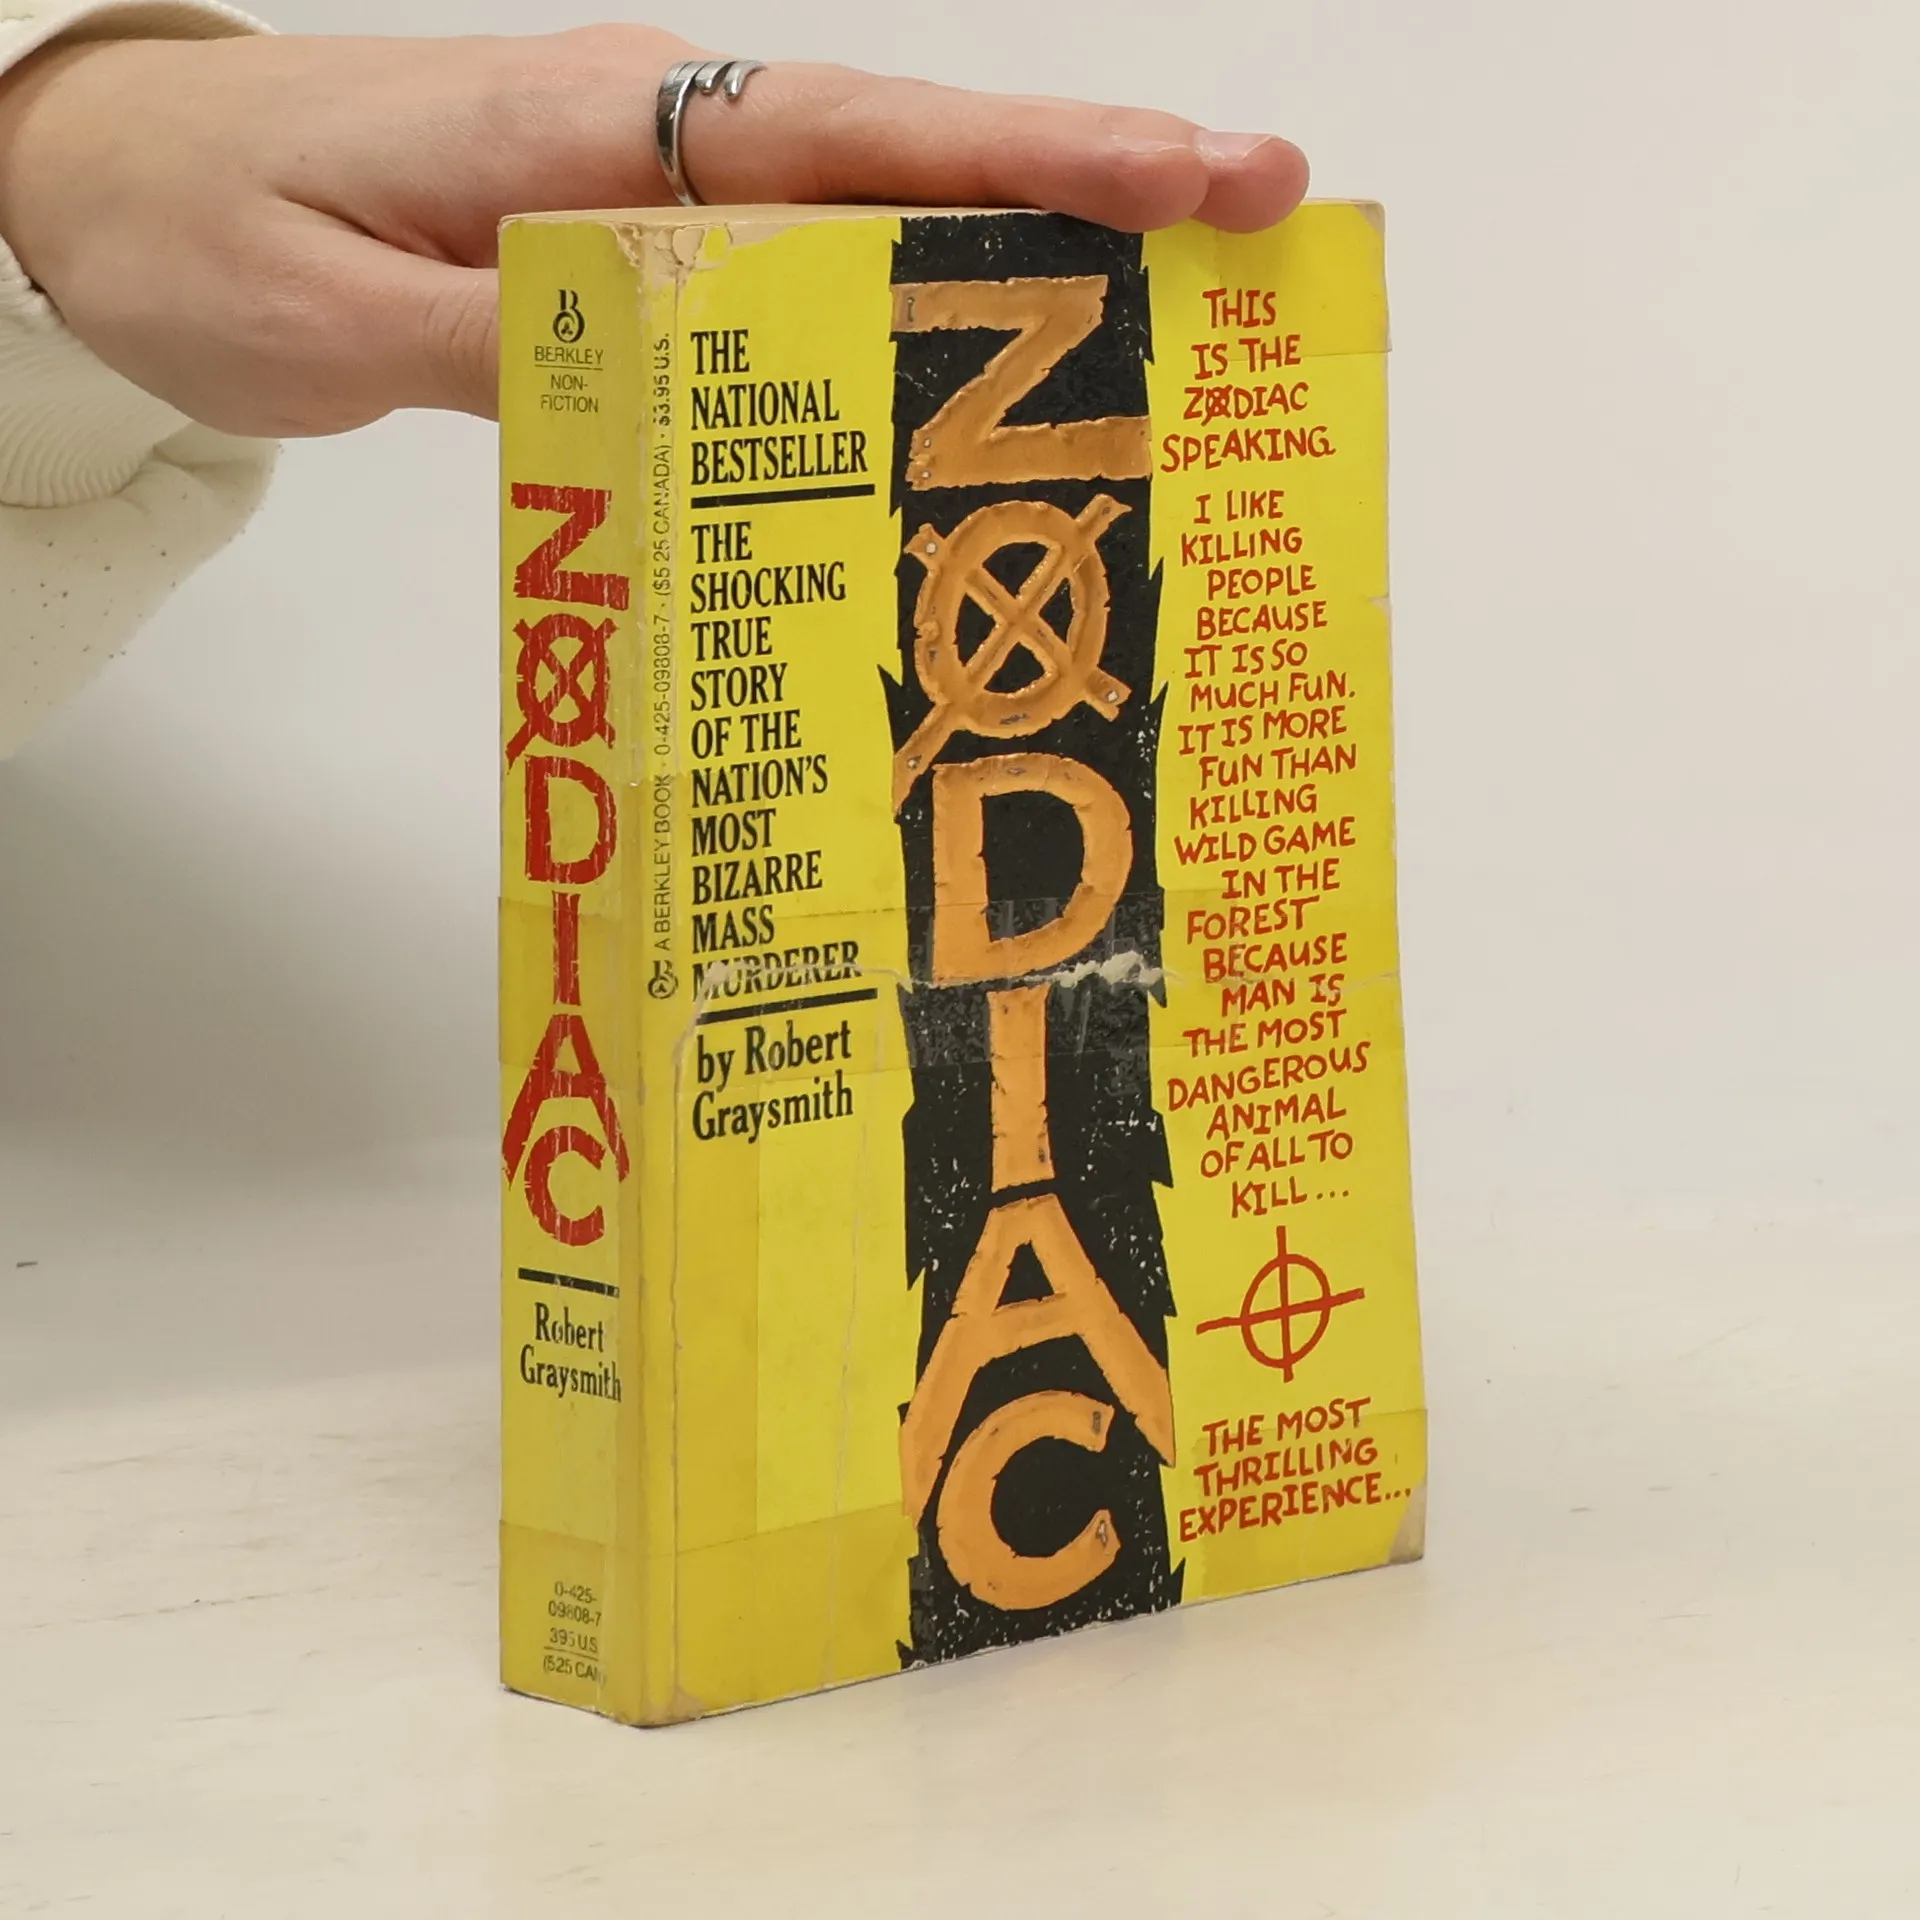 BERKLEY
NON-
FICTION
ZODIAC
Robert
Graysmith
0-425-
09808-7
395 U.S.
(525 CAN)
A BERKLEY BOOK · 0-425-09808-7 · ($5.25 CANADA) · $3.95 U.S.
THE
NATIONAL
BESTSELLER
THE
SHOCKING
TRUE
STORY
OF THE
NATION'S
MOST
BIZARRE
MASS
MURDERER
by Robert
Graysmith
ZODIAC
THIS
IS THE
ZODIAC
SPEAKING.
I LIKE
KILLING
PEOPLE
BECAUSE
IT IS SO
MUCH FUN.
IT IS MORE
FUN THAN
KILLING
WILD GAME
IN THE
FOREST
BECAUSE
MAN IS
THE MOST
DANGEROUS
ANIMAL
OF ALL TO
KILL...
THE MOST
THRILLING
EXPERIENCE...